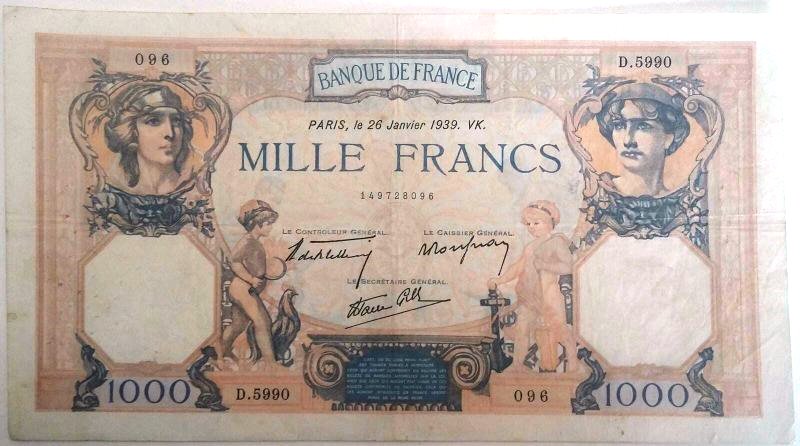 096
D.5990
BANQUE DE FRANCE
PARIS, le 26 Janvier 1939. VK.
MILLE FRANCS
149728096
LE CONTROLEUR GÉNÉRAL.
LE CAISSIER GÉNÉRAL.
LE SECRÉTAIRE GÉNÉRAL.
1000
D.5990
096
1000